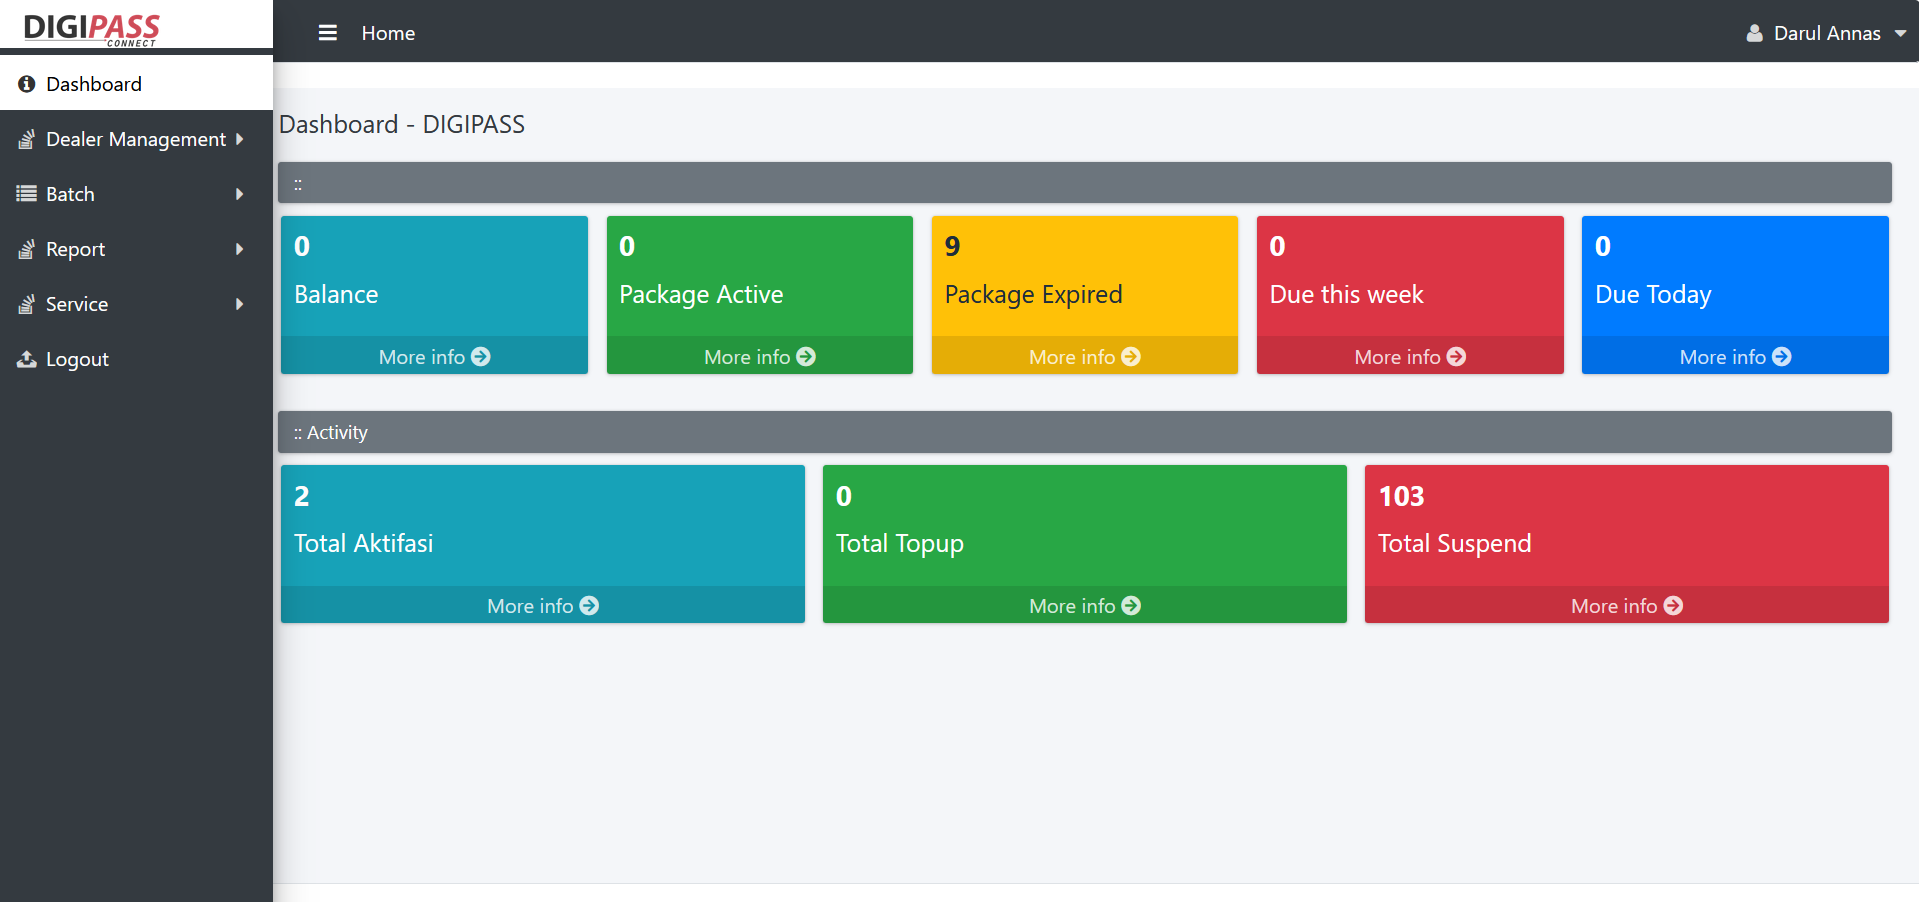 DIGIPASS
CONNECT
Home
Darul Annas
Dashboard
Dealer Management
Batch
Report
Service
Logout
Dashboard - DIGIPASS
::
0
Balance
More info
0
Package Active
More info
9
Package Expired
More info
0
Due this week
More info
0
Due Today
More info
:: Activity
2
Total Aktifasi
More info
0
Total Topup
More info
103
Total Suspend
More info